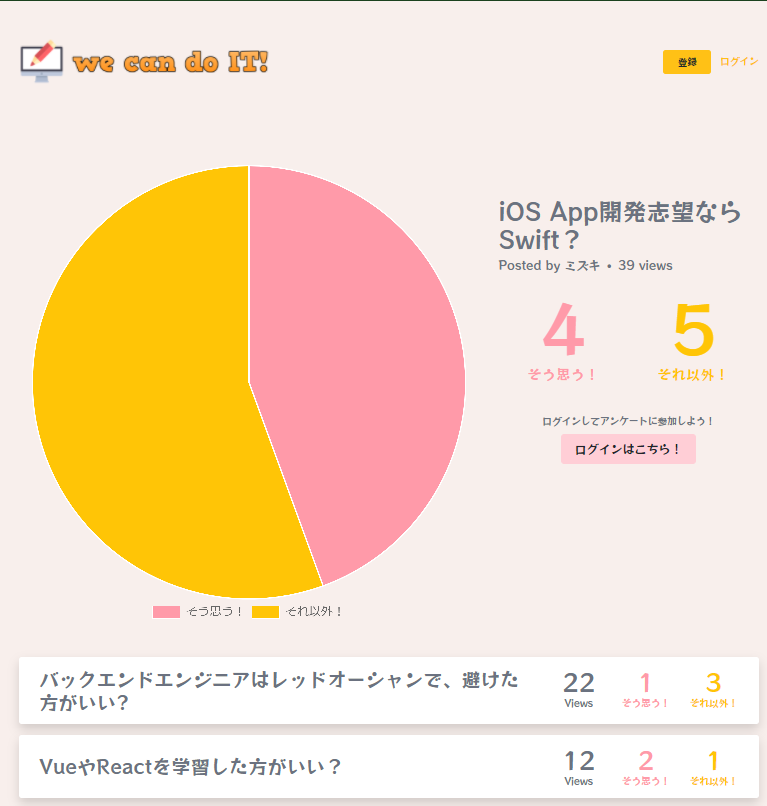 we can do IT!
登録
ログイン
iOS App開発志望なら
Swift？
Posted by ミズキ • 39 views
4
5
そう思う！
それ以外！
ログインしてアンケートに参加しよう！
ログインはこちら！
そう思う！
それ以外！
バックエンドエンジニアはレッドオーシャンで、避けた
方がいい?
22
1
3
Views
そう思う！
それ以外！
VueやReactを学習した方がいい？
12
2
1
Views
そう思う！
それ以外！